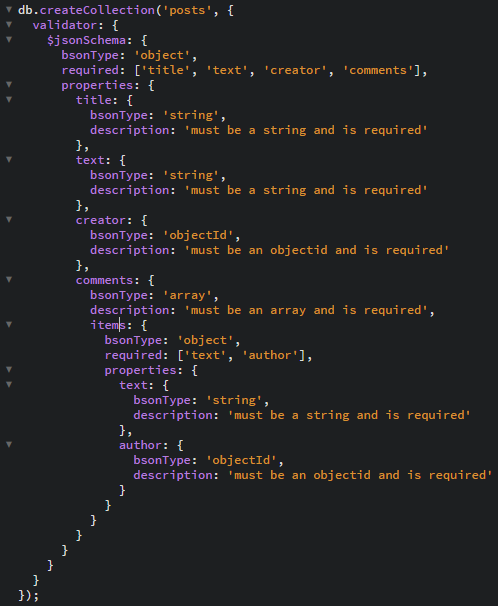 db.createCollection('posts', {
  validator: {
    $jsonSchema: {
      bsonType: 'object',
      required: ['title', 'text', 'creator', 'comments'],
      properties: {
        title: {
          bsonType: 'string',
          description: 'must be a string and is required'
        },
        text: {
          bsonType: 'string',
          description: 'must be a string and is required'
        },
        creator: {
          bsonType: 'objectId',
          description: 'must be an objectid and is required'
        },
        comments: {
          bsonType: 'array',
          description: 'must be an array and is required',
          items: {
            bsonType: 'object',
            required: ['text', 'author'],
            properties: {
              text: {
                bsonType: 'string',
                description: 'must be a string and is required'
              },
              author: {
                bsonType: 'objectId',
                description: 'must be an objectid and is required'
              }
            }
          }
        }
      }
    }
  }
});